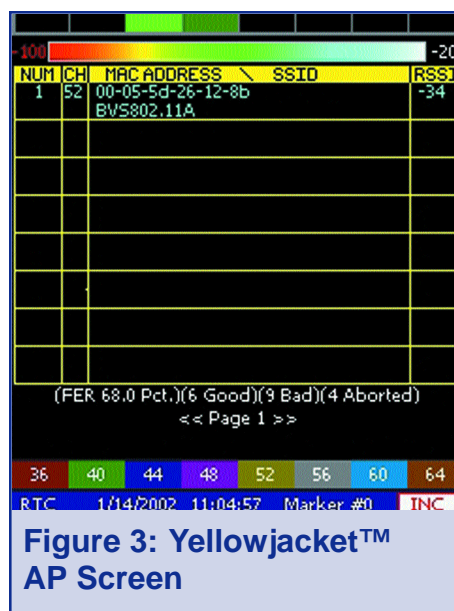 -100 -20
NUM CH MAC ADDRESS \ SSID RSSI
1 52 00-05-5d-26-12-8b -34
BVS802.11A
(FER 68.0 Pct.)(6 Good)(9 Bad)(4 Aborted)
<< Page 1 >>
36 40 44 48 52 56 60 64
RTC 1/14/2002 11:04:57 Marker #0 INC
Figure 3: Yellowjacket™
AP Screen